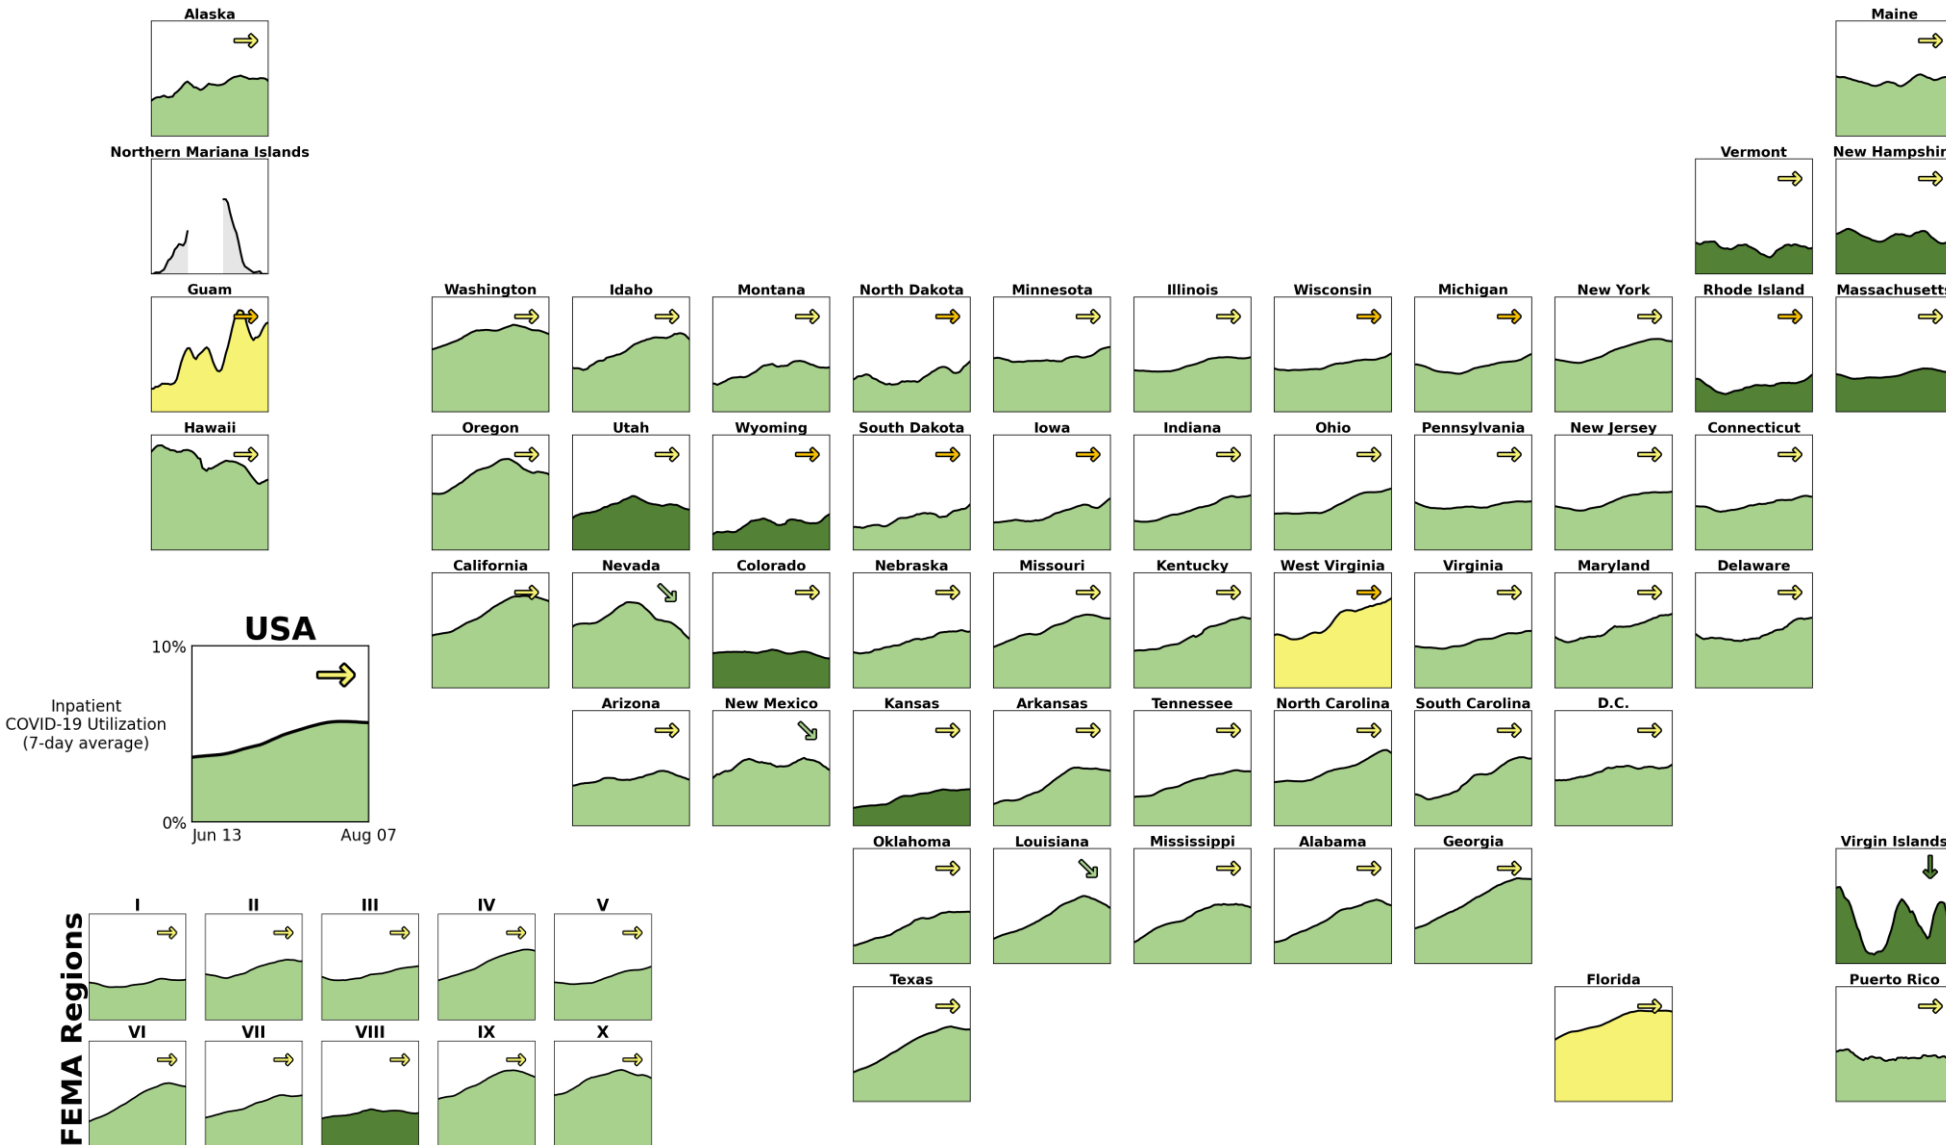 Alaska
Maine
Northern Mariana Islands
Vermont
New Hampshir
Guam
Washington
Idaho
Montana
North Dakota
Minnesota
Illinois
Wisconsin
Michigan
New York
Rhode Island
Massachusetts
Hawaii
Oregon
Utah
Wyoming
South Dakota
Iowa
Indiana
Ohio
Pennsylvania
New Jersey
Connecticut
California
Nevada
Colorado
Nebraska
Missouri
Kentucky
West Virginia
Virginia
Maryland
Delaware
USA
10%
Inpatient
COVID-19 Utilization
(7-day average)
0%
Jun 13
Aug 07
Arizona
New Mexico
Kansas
Arkansas
Tennessee
North Carolina
South Carolina
D.C.
Oklahoma
Louisiana
Mississippi
Alabama
Georgia
Virgin Islands
Texas
Florida
Puerto Rico
FEMA Regions
I
II
III
IV
V
VI
VII
VIII
IX
X